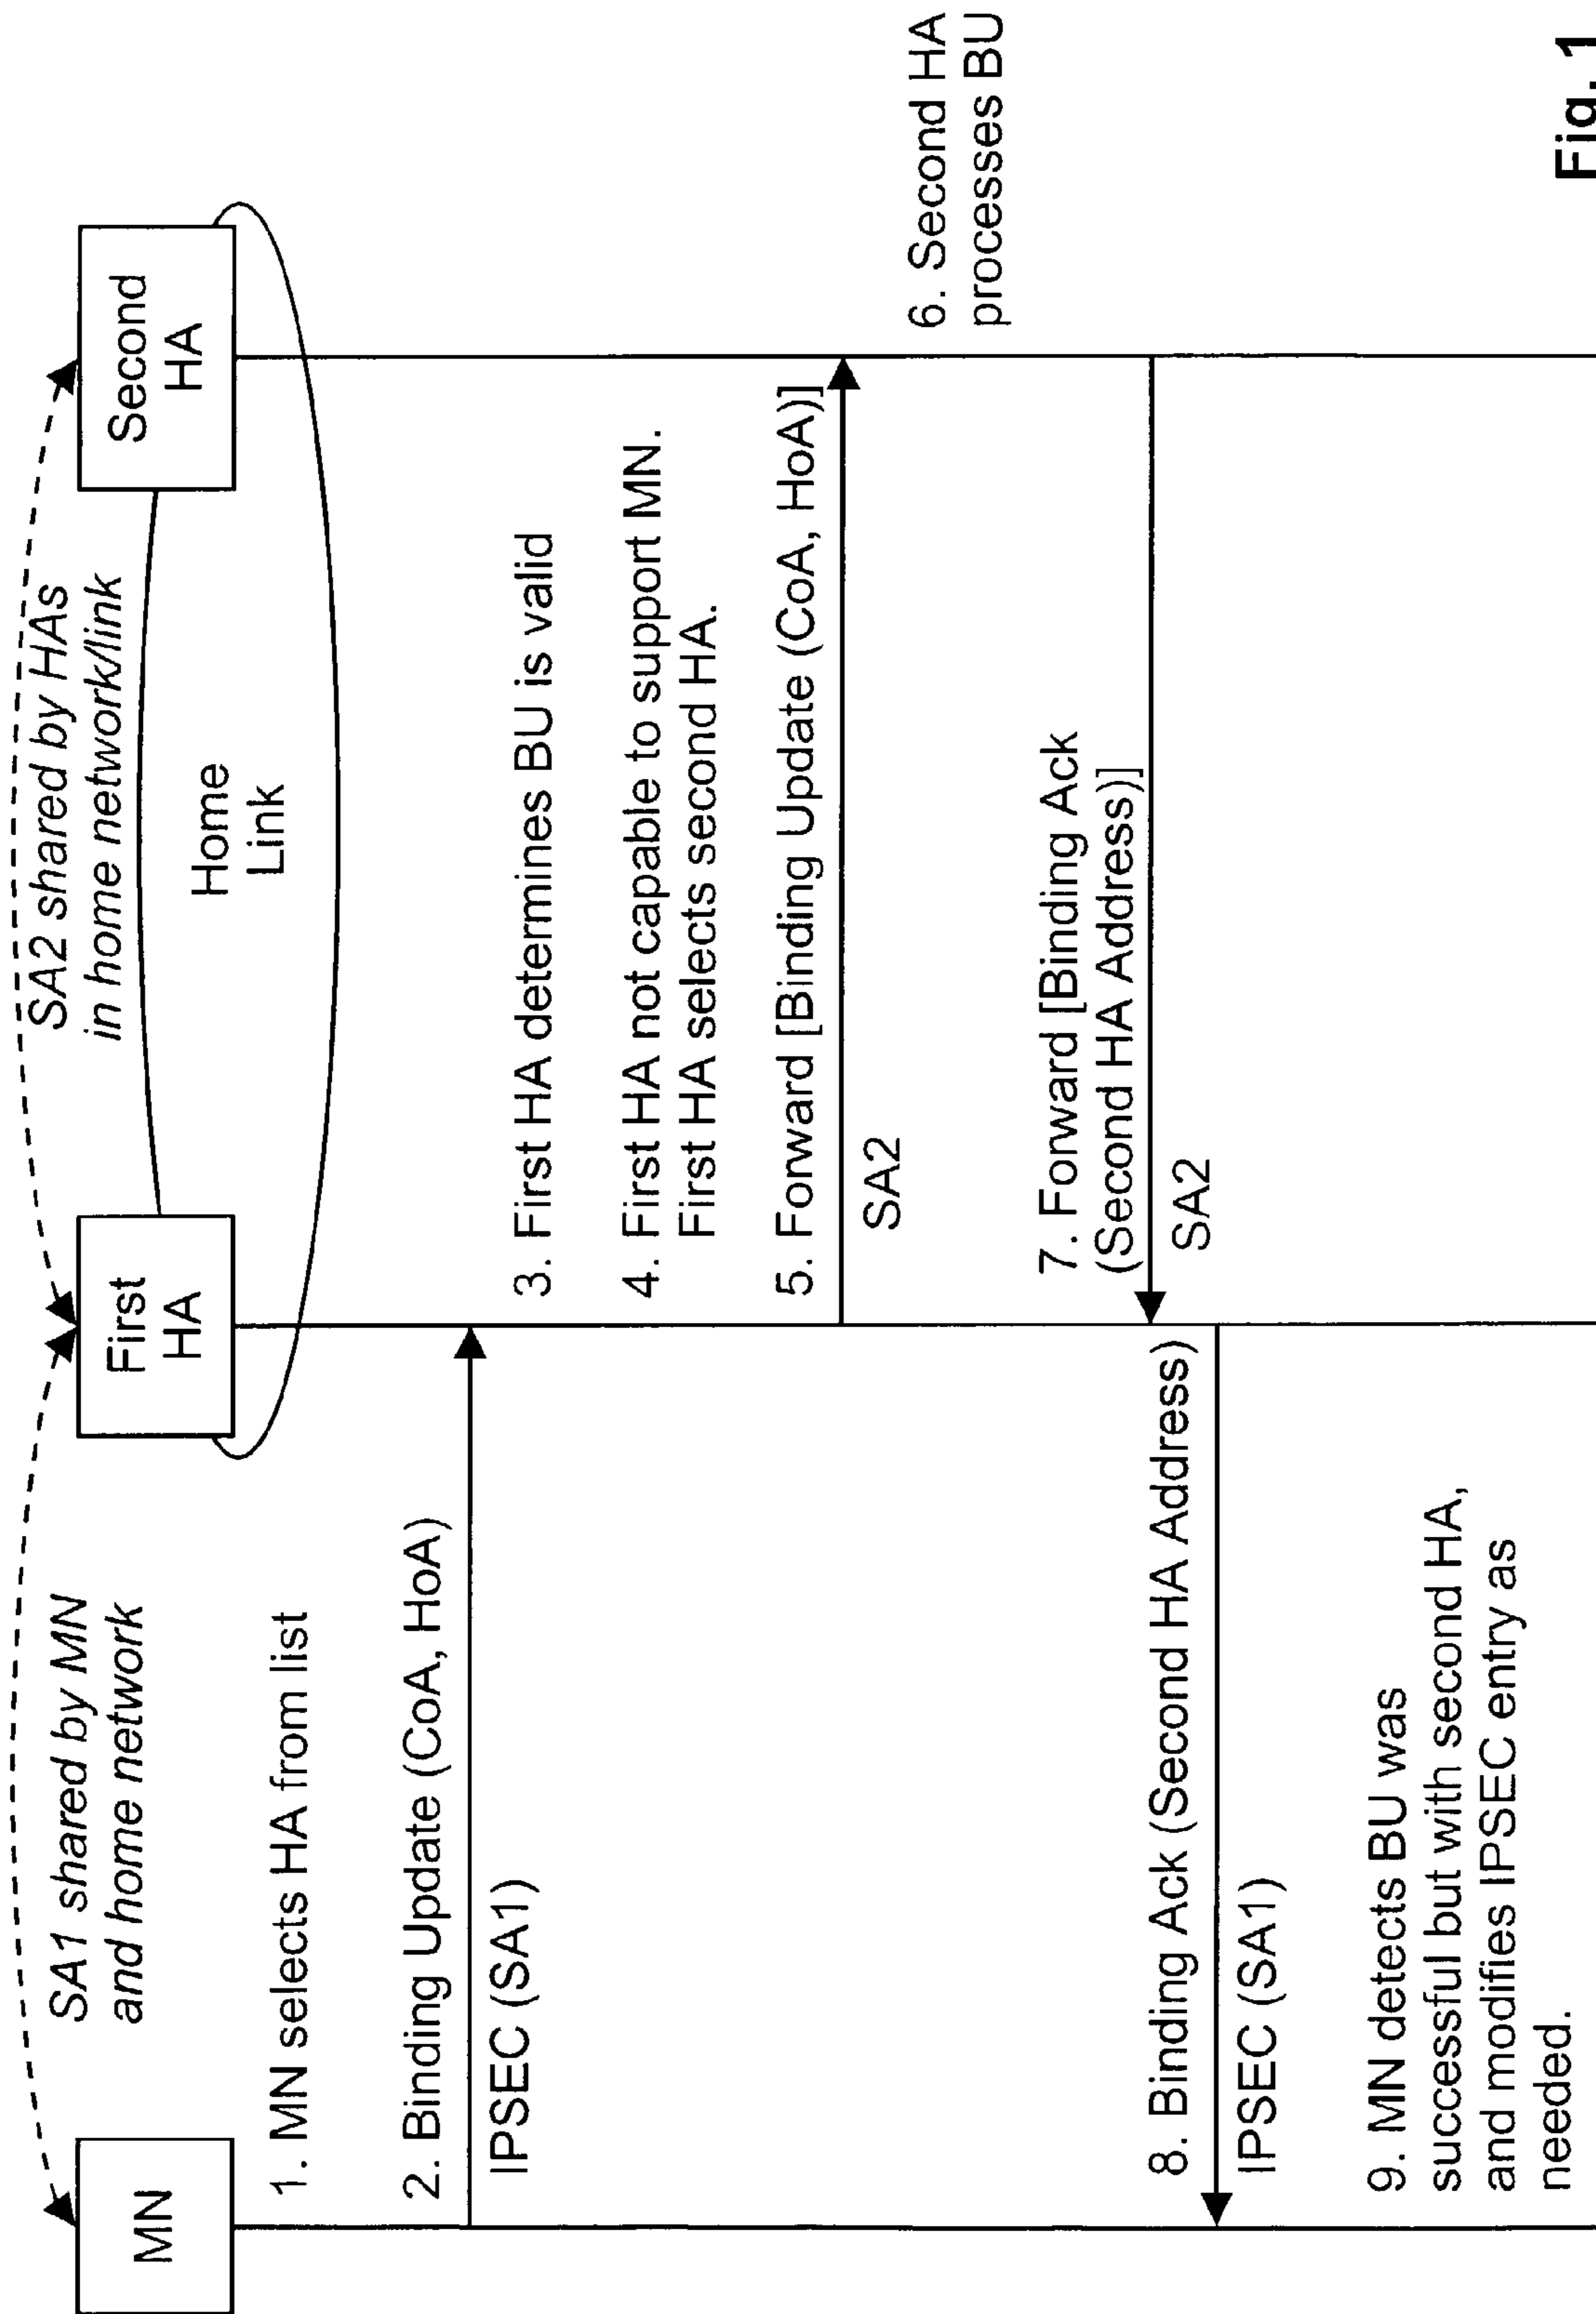 SA1 shared by MN
and home network
SA2 shared by HAs
in home network/link
MN
First
HA
Second
HA
Home
Link
1. MN selects HA from list
2. Binding Update (CoA, HoA)
IPSEC (SA1)
3. First HA determines BU is valid
4. First HA not capable to support MN.
First HA selects second HA.
5. Forward [Binding Update (CoA, HoA)]
SA2
6. Second HA
processes BU
7. Forward [Binding Ack
(Second HA Address)]
SA2
8. Binding Ack (Second HA Address)
IPSEC (SA1)
9. MN detects BU was
successful but with second HA,
and modifies IPSEC entry as
needed.
Fig. 1